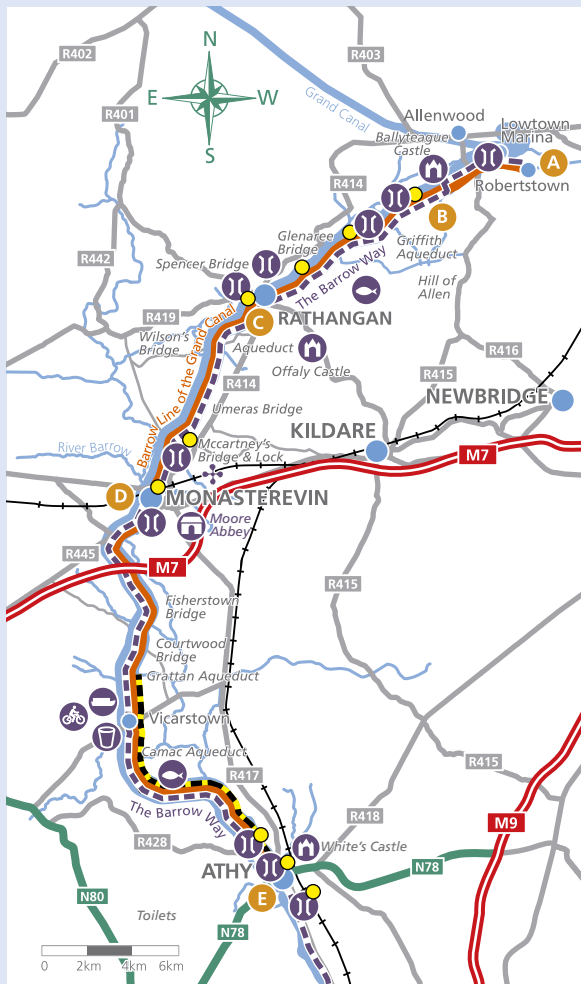 R402
N
R403
E
W
S
R401
Grand Canal
Allenwood
Lowtown
Marina
Ballyteague
Castle
A
Robertstown
R414
B
Glenaree
Bridge
Griffith
Aqueduct
R442
Spencer Bridge
The Barrow Way
Hill of
Allen
R419
C
RATHANGAN
Wilson's
Bridge
Aqueduct
Offaly Castle
R416
R415
R414
Barrow Line of the Grand Canal
NEWBRIDGE
Umeras Bridge
KILDARE
River Barrow
Mccartney's
Bridge & Lock
M7
D
MONASTEREVIN
Moore
Abbey
R445
M7
R415
Fisherstown
Bridge
Courtwood
Bridge
Grattan Aqueduct
Vicarstown
Camac Aqueduct
R415
R417
The Barrow Way
R418
M9
R428
White's Castle
ATHY
N78
N80
E
Toilets
N78
0
2km
4km
6km